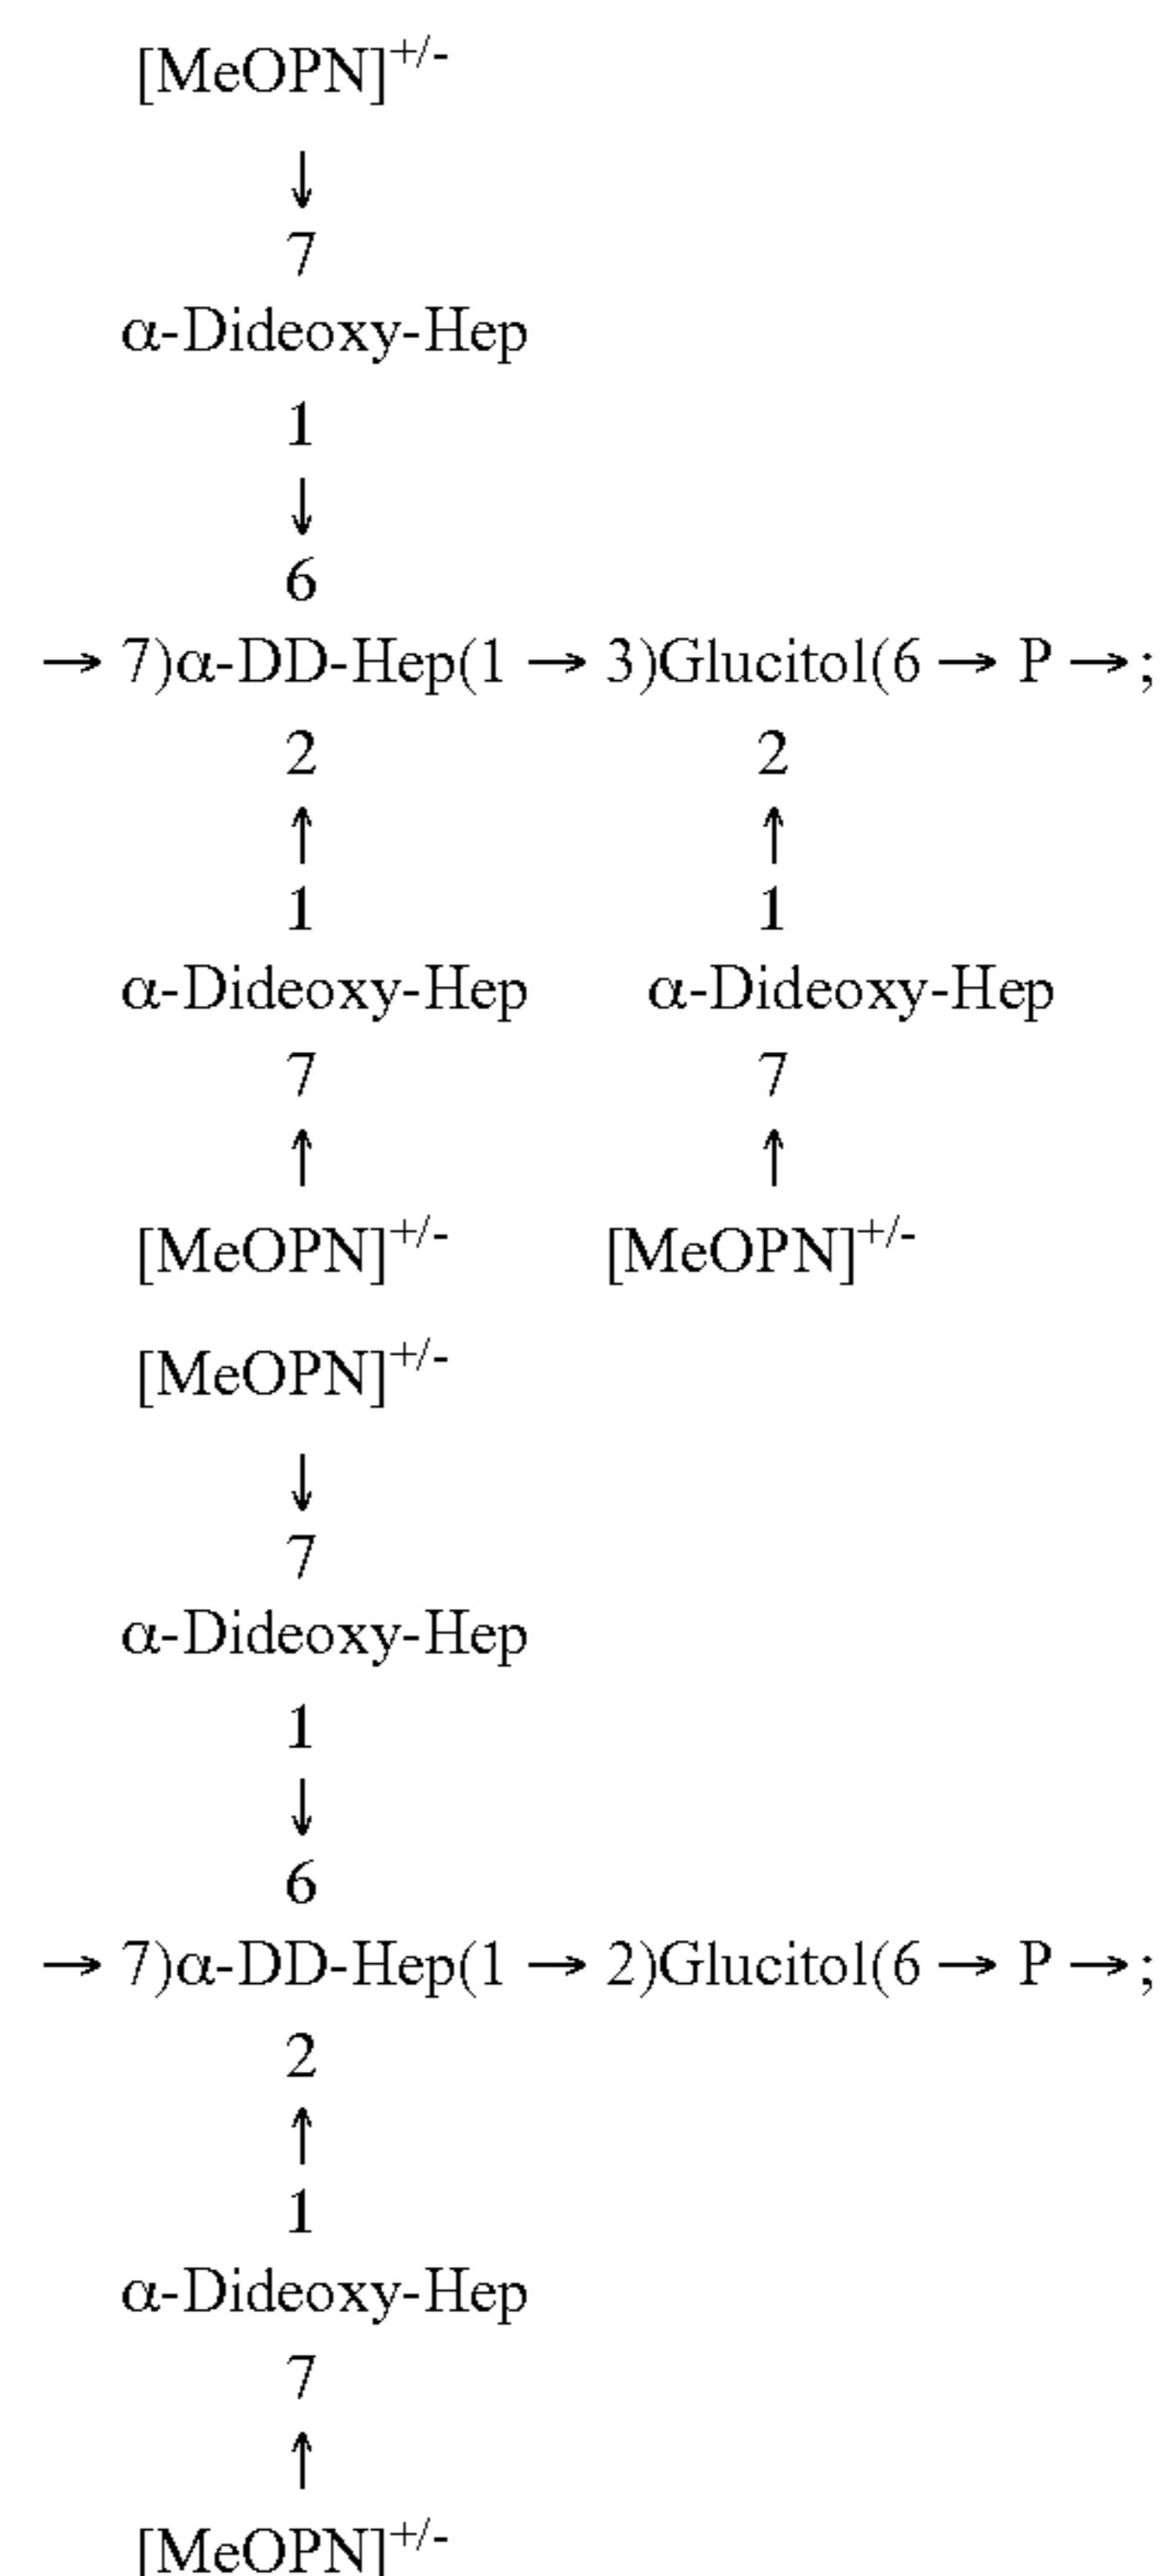 [MeOPN]+/-
↓
7
α-Dideoxy-Hep
1
↓
6
→ 7)α-DD-Hep(1 → 3)Glucitol(6 → P →;
2 2
↑ ↑
1 1
α-Dideoxy-Hep α-Dideoxy-Hep
7 7
↑ ↑
[MeOPN]+/- [MeOPN]+/-
[MeOPN]+/-
↓
7
α-Dideoxy-Hep
1
↓
6
→ 7)α-DD-Hep(1 → 2)Glucitol(6 → P →;
2
↑
1
α-Dideoxy-Hep
7
↑
[MeOPN]+/-